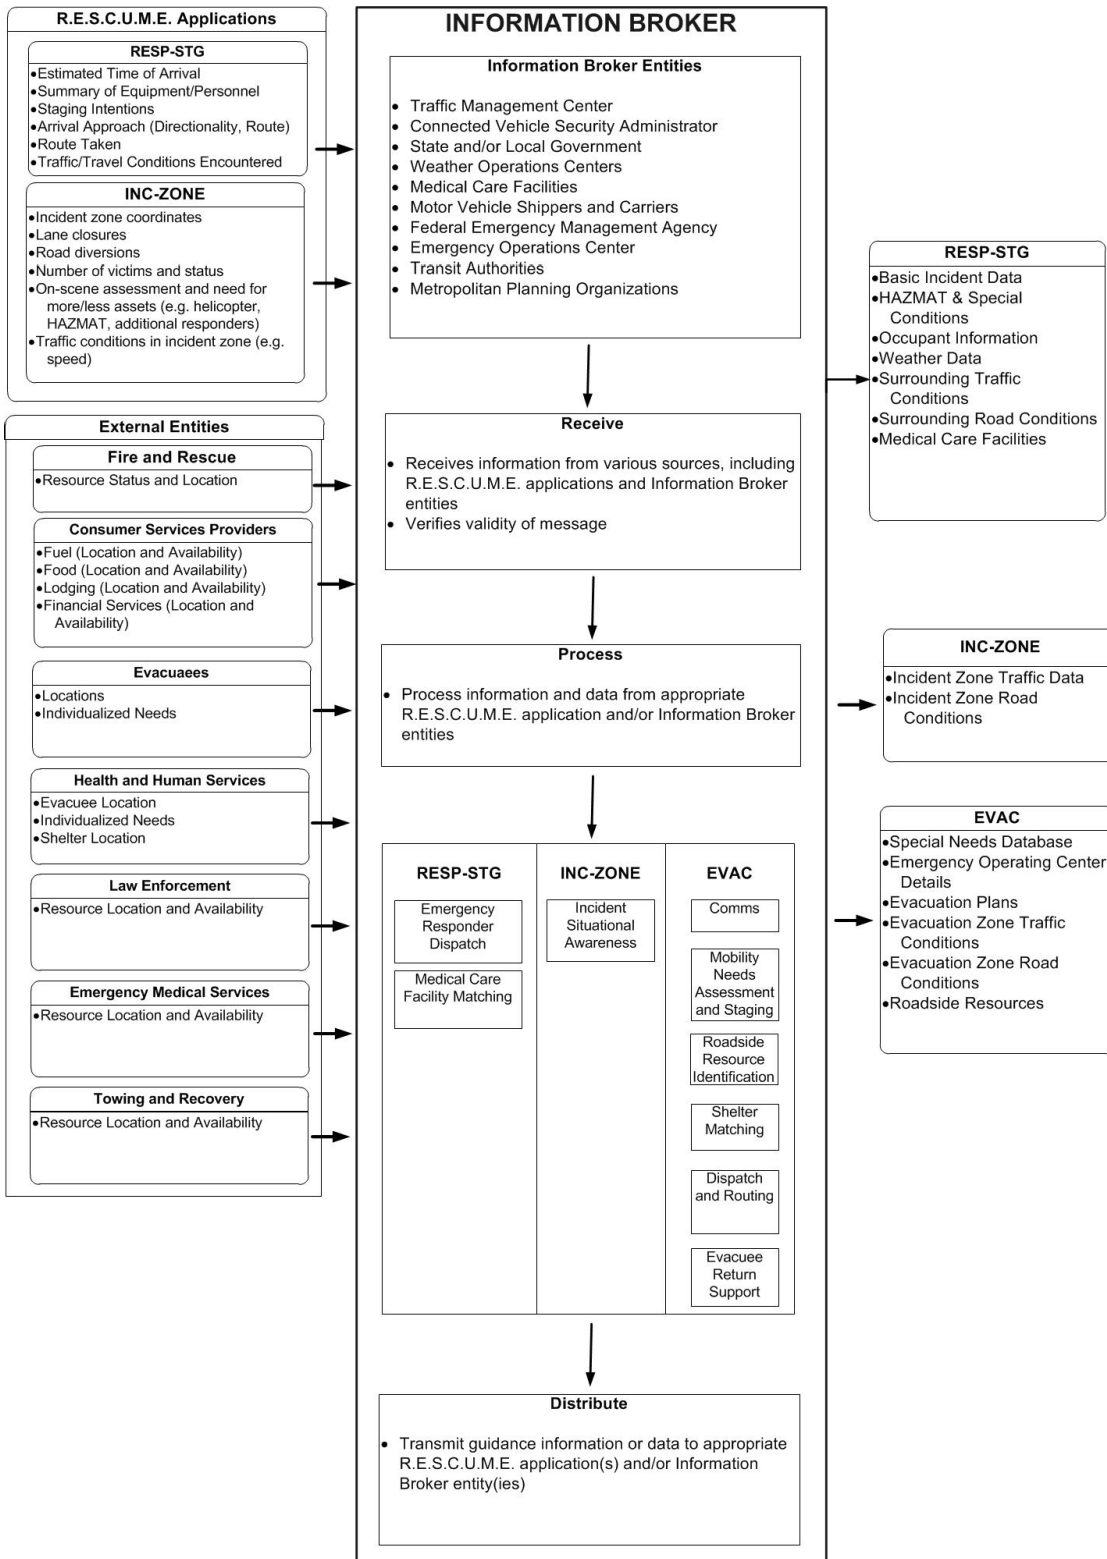 R.E.S.C.U.M.E. Applications
RESP-STG
•Estimated Time of Arrival
•Summary of Equipment/Personnel
•Staging Intentions
•Arrival Approach (Directionality, Route)
•Route Taken
•Traffic/Travel Conditions Encountered
INC-ZONE
•Incident zone coordinates
•Lane closures
•Road diversions
•Number of victims and status
•On-scene assessment and need for
more/less assets (e.g. helicopter,
HAZMAT, additional responders)
•Traffic conditions in incident zone (e.g.
speed)
External Entities
Fire and Rescue
•Resource Status and Location
Consumer Services Providers
•Fuel (Location and Availability)
•Food (Location and Availability)
•Lodging (Location and Availability)
•Financial Services (Location and
Availability)
Evacuaees
•Locations
•Individualized Needs
Health and Human Services
•Evacuee Location
•Individualized Needs
•Shelter Location
Law Enforcement
•Resource Location and Availability
Emergency Medical Services
•Resource Location and Availability
Towing and Recovery
•Resource Location and Availability
INFORMATION BROKER
Information Broker Entities
• Traffic Management Center
• Connected Vehicle Security Administrator
• State and/or Local Government
• Weather Operations Centers
• Medical Care Facilities
• Motor Vehicle Shippers and Carriers
• Federal Emergency Management Agency
• Emergency Operations Center
• Transit Authorities
• Metropolitan Planning Organizations
Receive
• Receives information from various sources, including
R.E.S.C.U.M.E. applications and Information Broker
entities
• Verifies validity of message
Process
• Process information and data from appropriate
R.E.S.C.U.M.E. application and/or Information Broker
entities
RESP-STG
Emergency
Responder
Dispatch
Medical Care
Facility Matching
INC-ZONE
Incident
Situational
Awareness
EVAC
Comms
Mobility
Needs
Assessment
and Staging
Roadside
Resource
Identification
Shelter
Matching
Dispatch
and Routing
Evacuee
Return
Support
Distribute
• Transmit guidance information or data to appropriate
R.E.S.C.U.M.E. application(s) and/or Information
Broker entity(ies)
RESP-STG
•Basic Incident Data
•HAZMAT & Special
Conditions
•Occupant Information
•Weather Data
•Surrounding Traffic
Conditions
•Surrounding Road Conditions
•Medical Care Facilities
INC-ZONE
•Incident Zone Traffic Data
•Incident Zone Road
Conditions
EVAC
•Special Needs Database
•Emergency Operating Center
Details
•Evacuation Plans
•Evacuation Zone Traffic
Conditions
•Evacuation Zone Road
Conditions
•Roadside Resources